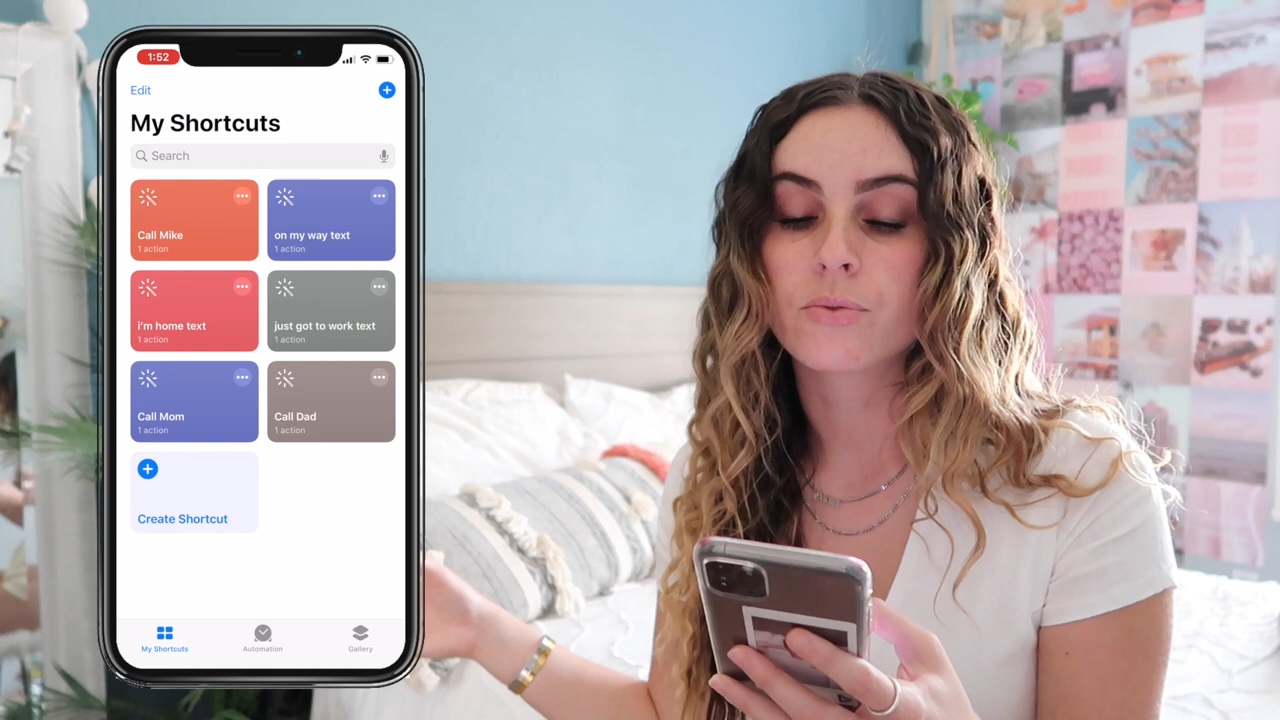 1:52
Edit
My Shortcuts
Search
Call Mike
1 action
on my way text
1 action
i'm home text
1 action
just got to work text
1 action
Call Mom
1 action
Call Dad
1 action
Create Shortcut
My Shortcuts
Automation
Gallery